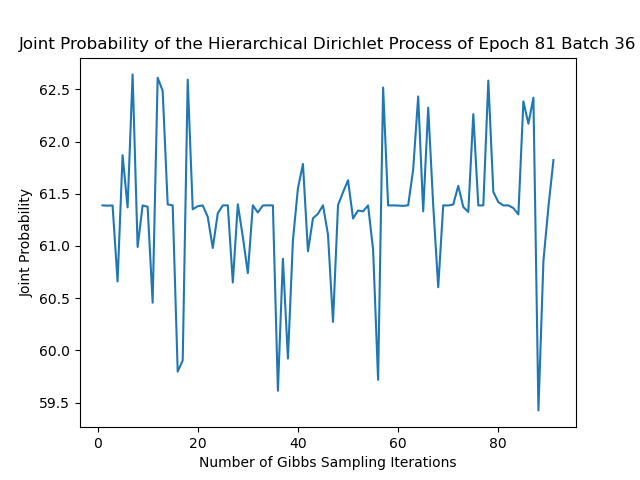 Joint Probability of the Hierarchical Dirichlet Process of Epoch 81 Batch 36
62.5
62.0
61.5
61.0
60.5
60.0
59.5
Joint Probability
0 20 40 60 80
Number of Gibbs Sampling Iterations